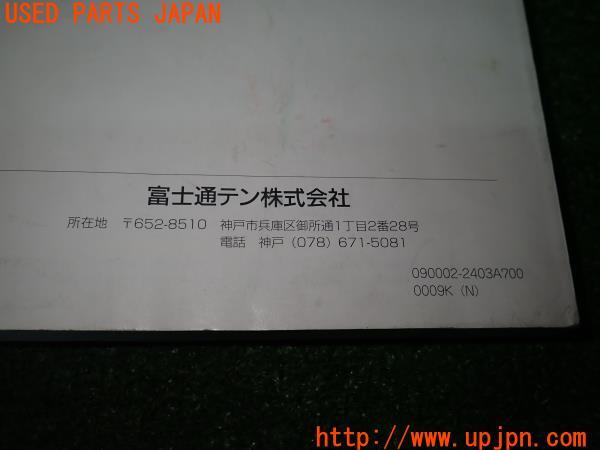 USED PARTS JAPAN
富士通テン株式会社
所在地 〒652-8510 神戸市兵庫区御所通1丁目2番28号
電話 神戸(078)671-5081
090002-2403A700
0009K (N)
http://www.upjpn.com